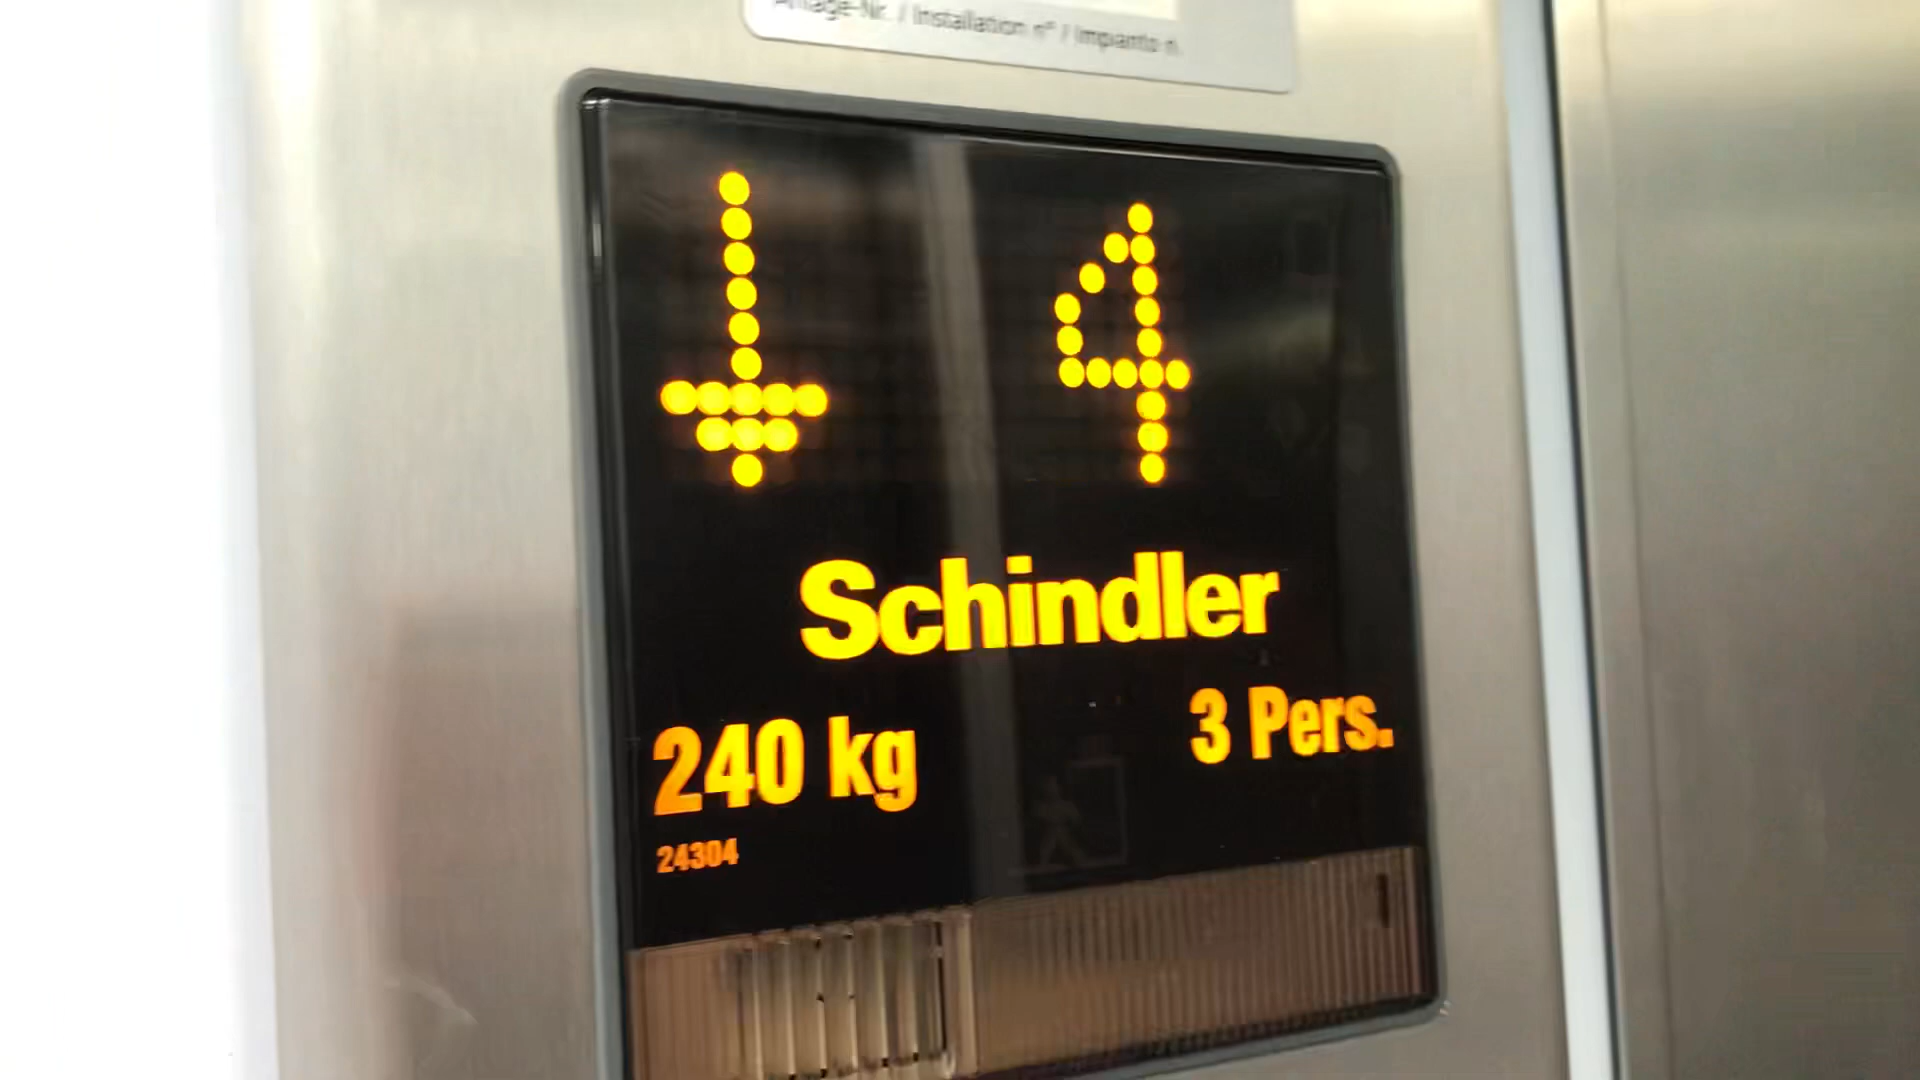 Anlage-Nr. / Installation n° / Impianto n.
↓ 4
Schindler
240 kg 3 Pers.
24304